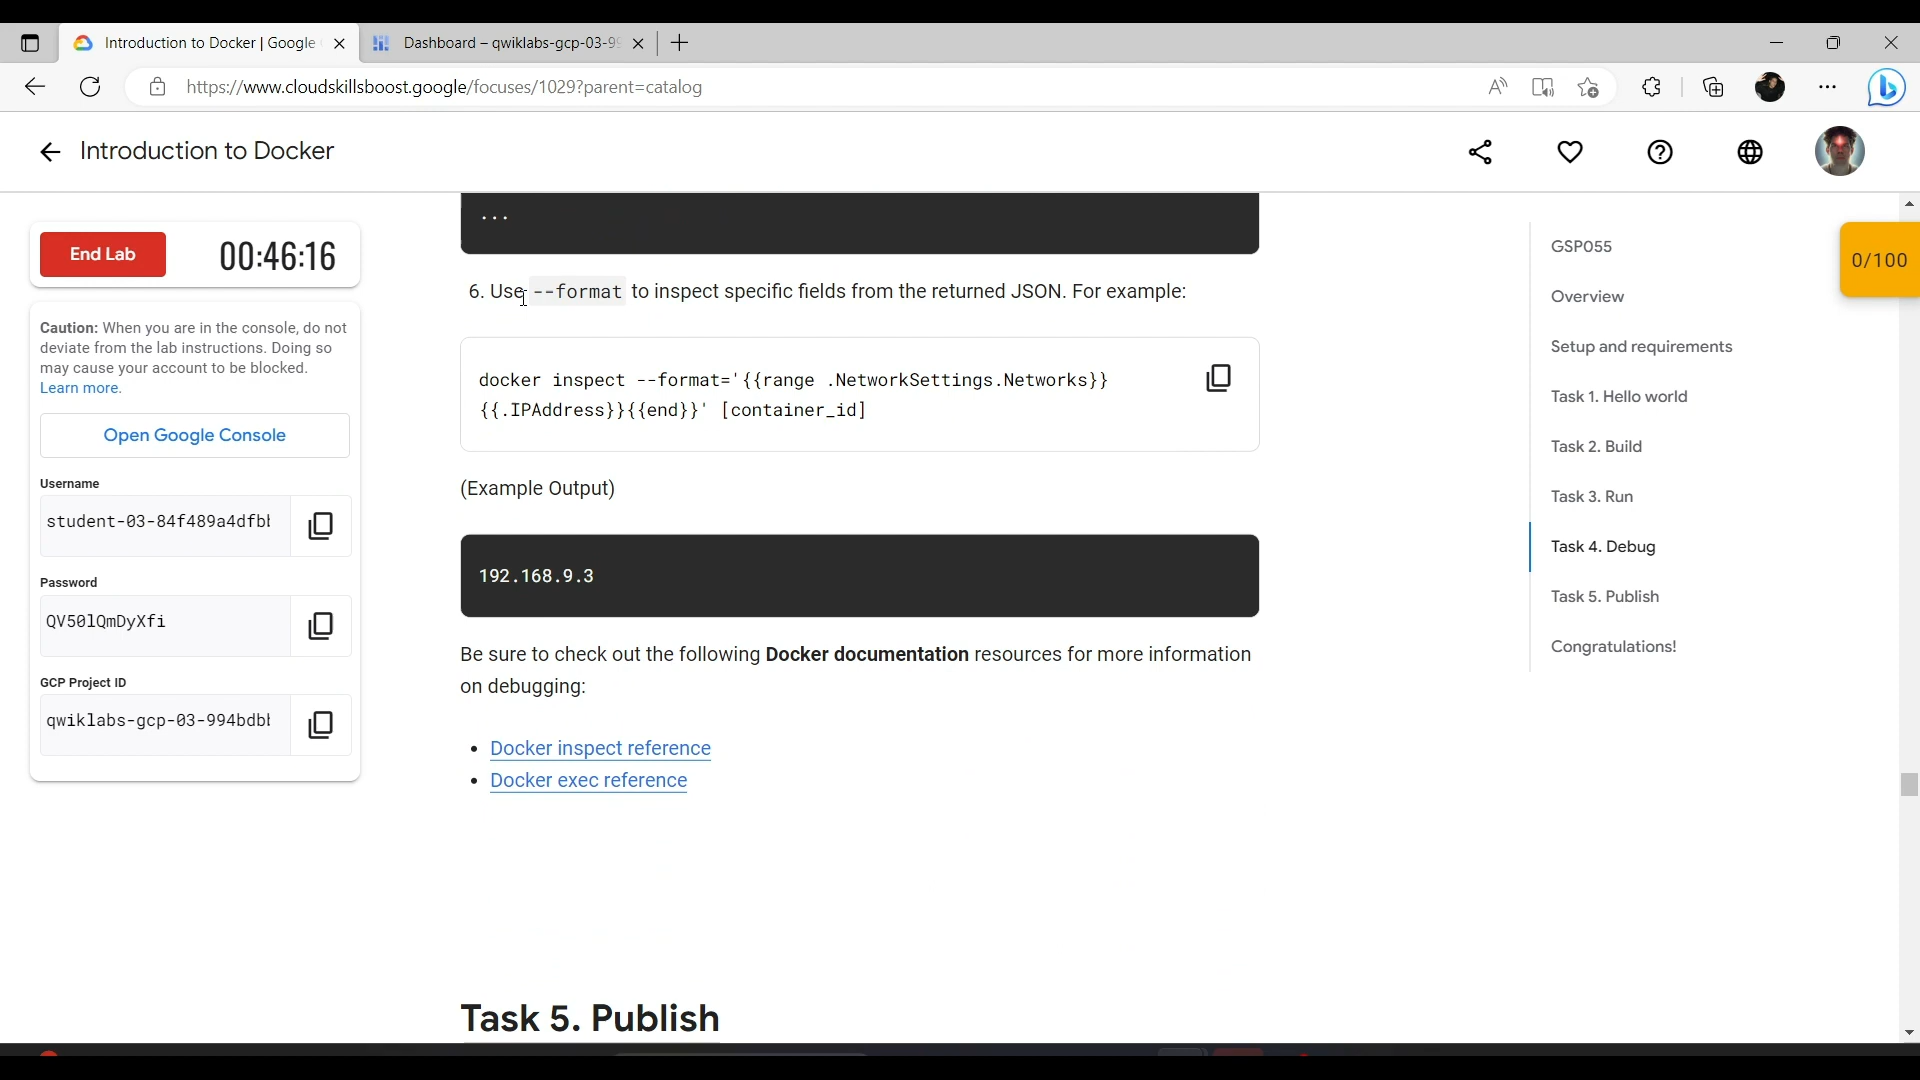 Introduction to Docker | Google
Dashboard – qwiklabs-gcp-03-99
https://www.cloudskillsboost.google/focuses/1029?parent=catalog
Introduction to Docker
End Lab
00:46:16
Caution: When you are in the console, do not
deviate from the lab instructions. Doing so
may cause your account to be blocked.
Learn more.
Open Google Console
Username
student-03-84f489a4dfb
Password
QV50lQmDyXfi
GCP Project ID
qwiklabs-gcp-03-994bdb
...
6. Use --format to inspect specific fields from the returned JSON. For example:
docker inspect --format='{{range .NetworkSettings.Networks}}
{{.IPAddress}}{{end}}' [container_id]
(Example Output)
192.168.9.3
Be sure to check out the following Docker documentation resources for more information
on debugging:
• Docker inspect reference
• Docker exec reference
Task 5. Publish
GSP055
Overview
Setup and requirements
Task 1. Hello world
Task 2. Build
Task 3. Run
Task 4. Debug
Task 5. Publish
Congratulations!
0/100